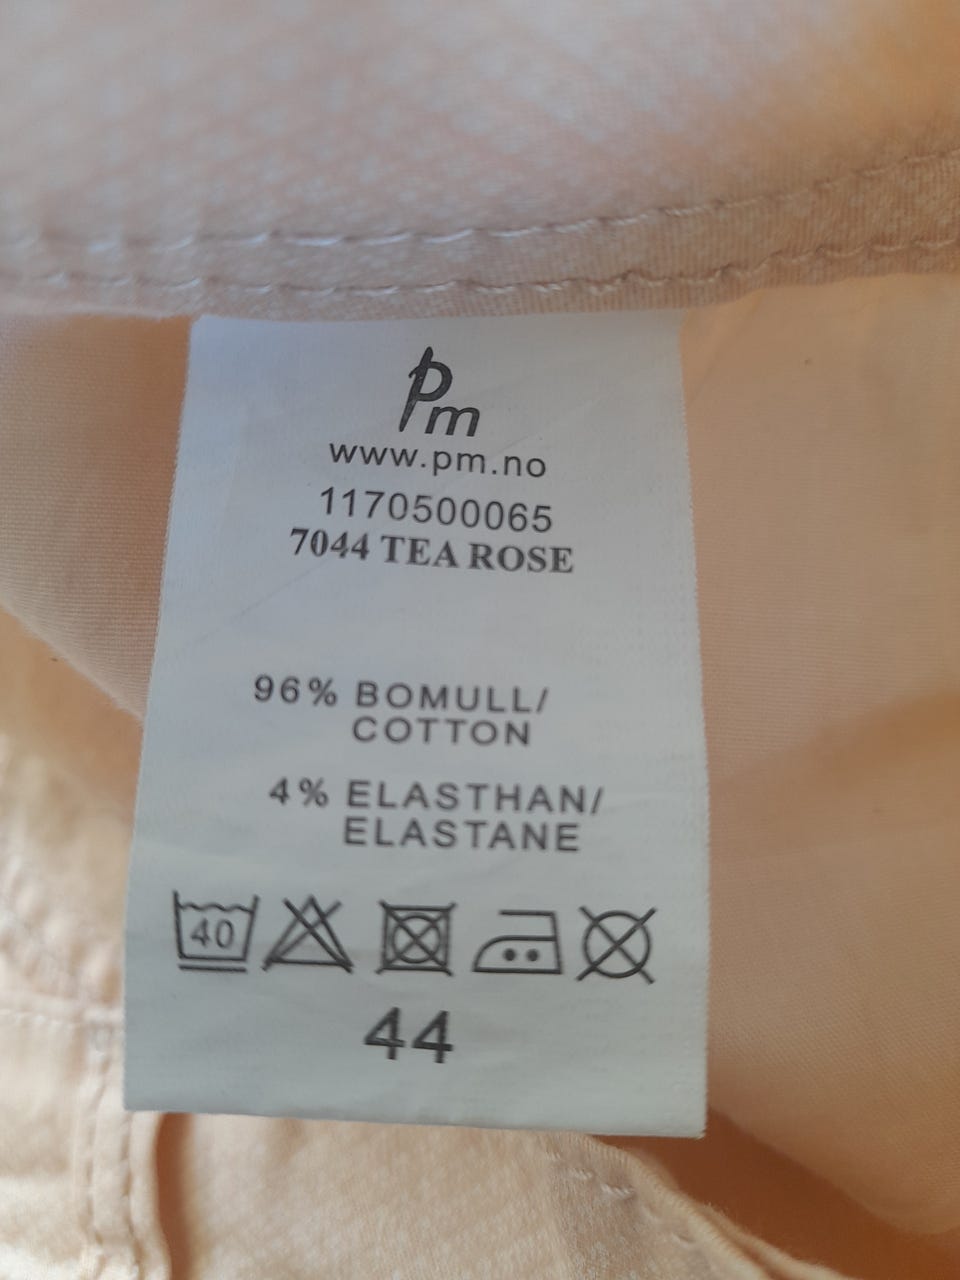 Pm
www.pm.no
1170500065
7044 TEA ROSE
96% BOMULL/
COTTON
4% ELASTHAN/
ELASTANE
40
44